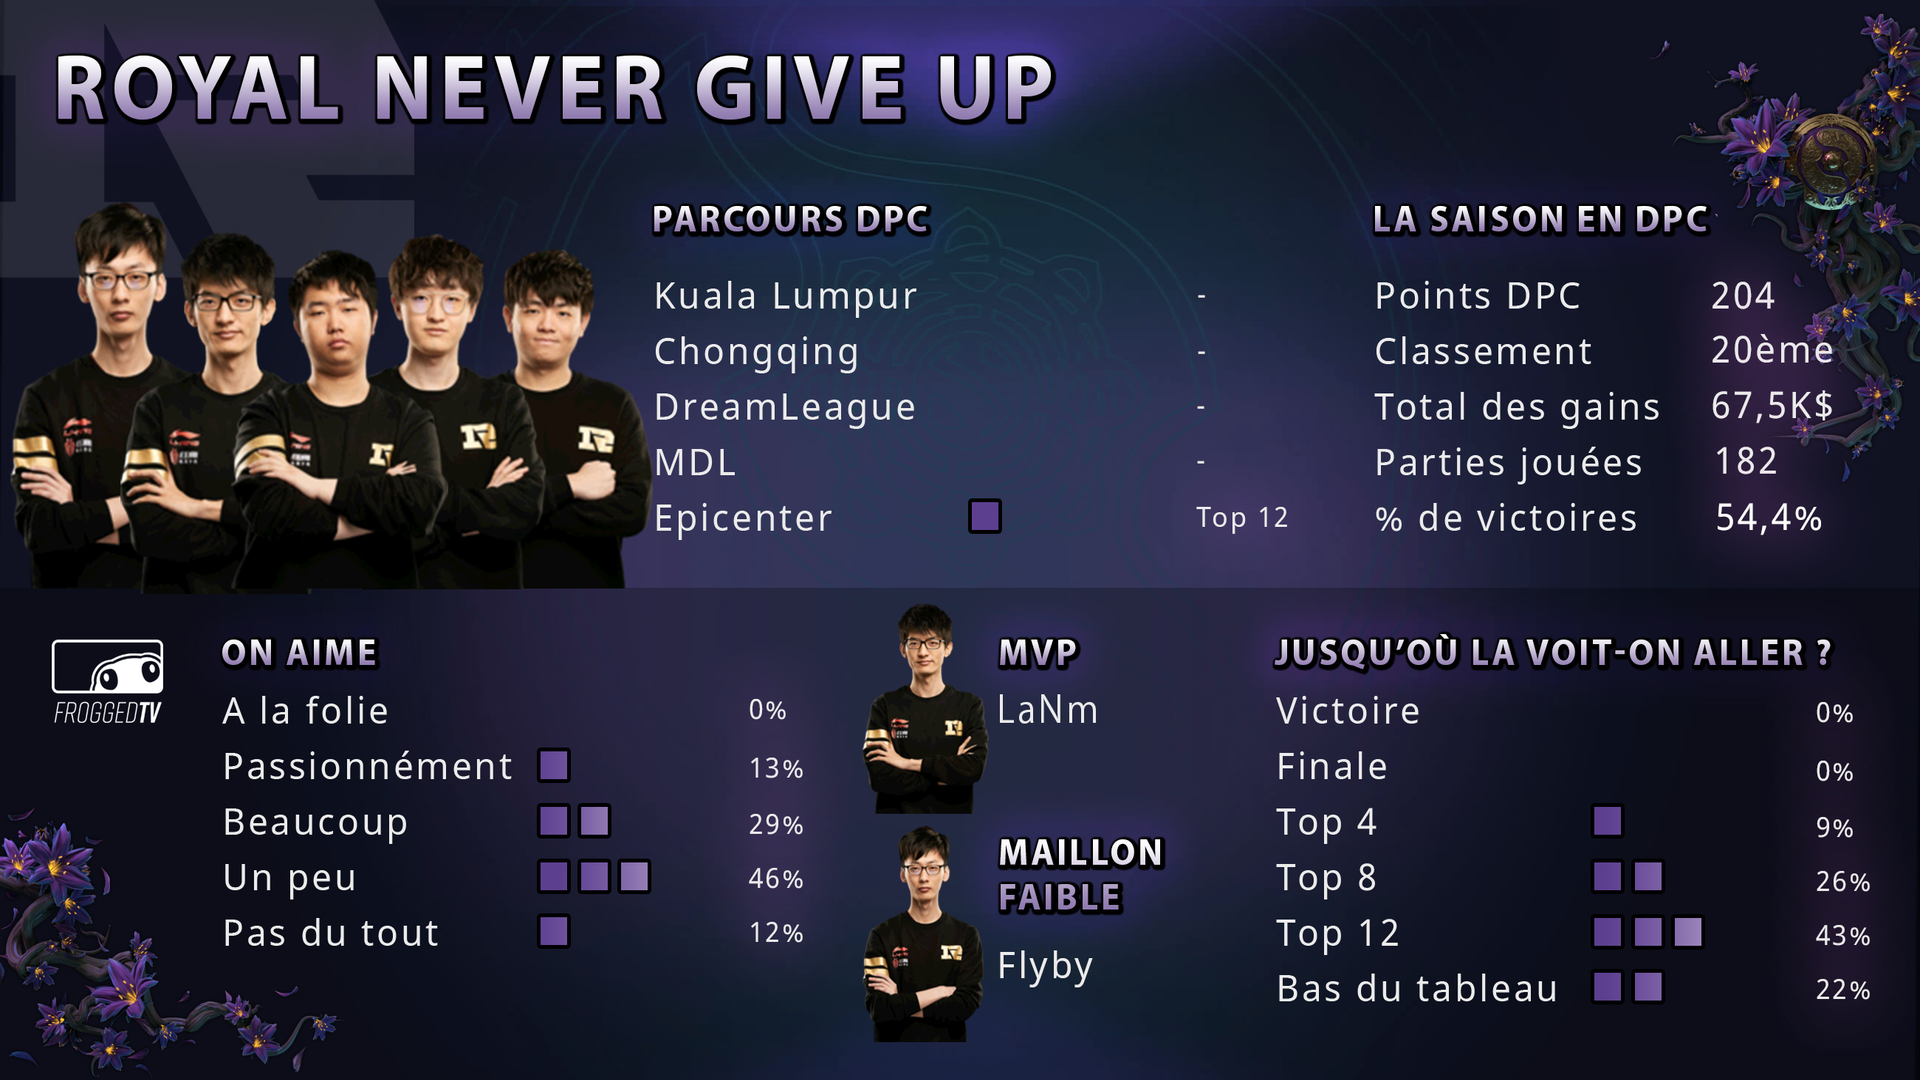 ROYAL NEVER GIVE UP
PARCOURS DPC
Kuala Lumpur -
Chongqing -
DreamLeague -
MDL -
Epicenter Top 12
LA SAISON EN DPC
Points DPC 204
Classement 20ème
Total des gains 67,5K$
Parties jouées 182
% de victoires 54,4%
FROGGEDTV
ON AIME
A la folie 0%
Passionnément 13%
Beaucoup 29%
Un peu 46%
Pas du tout 12%
MVP
LaNm
MAILLON
FAIBLE
Flyby
JUSQU’OÙ LA VOIT-ON ALLER ?
Victoire 0%
Finale 0%
Top 4 9%
Top 8 26%
Top 12 43%
Bas du tableau 22%